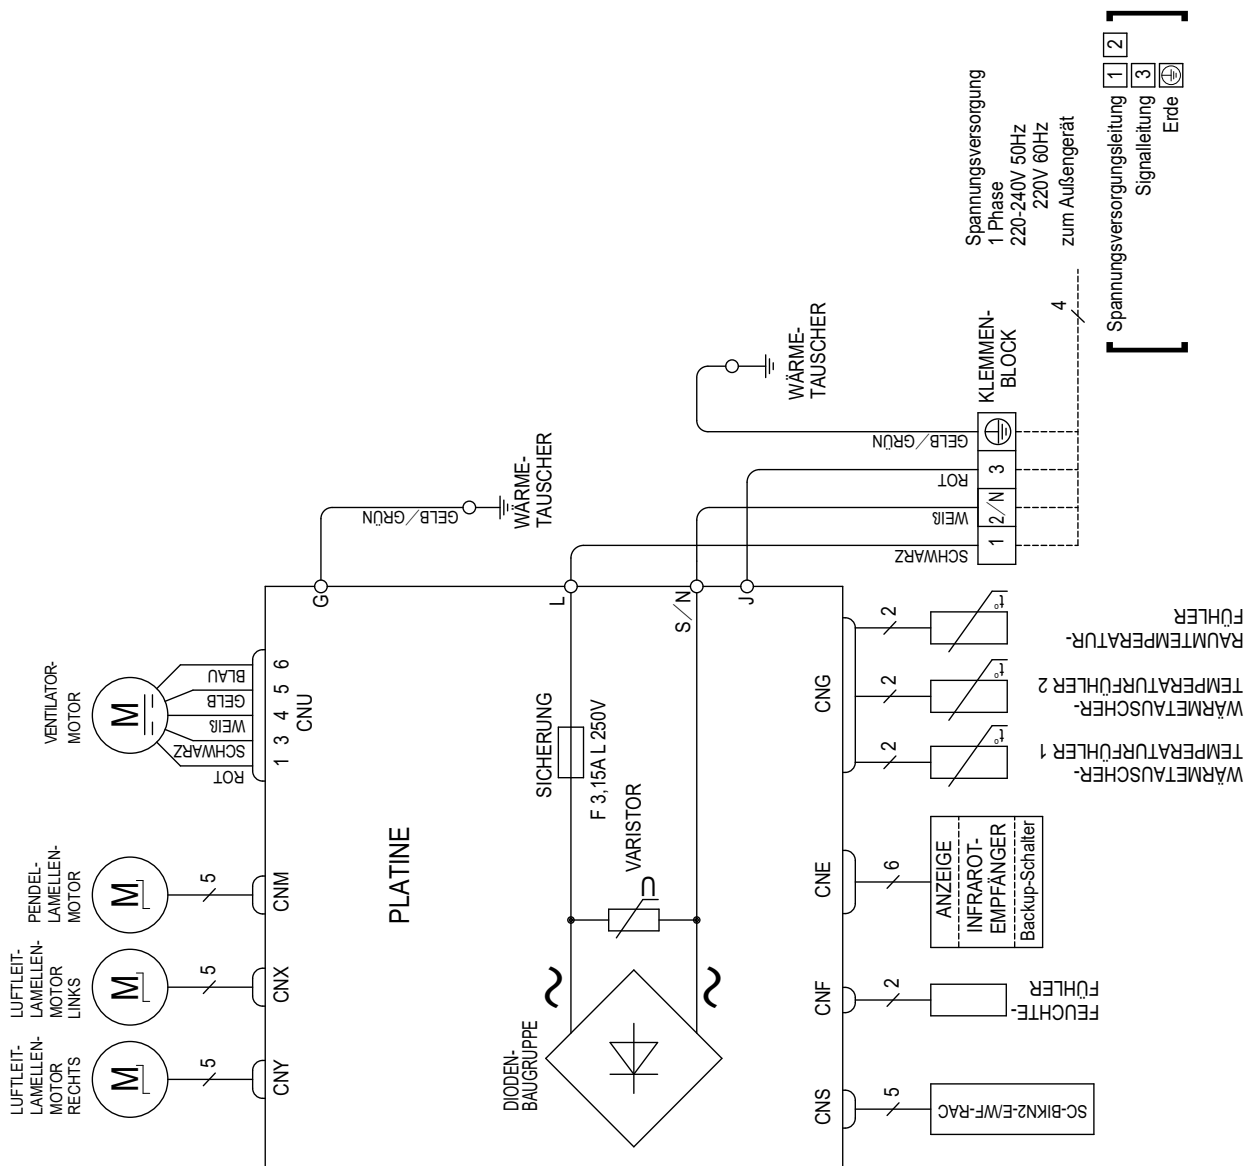 Spannungsversorgung
1 Phase
220-240V 50Hz
220V 60Hz
zum Außengerät
Spannungsversorgungsleitung 1 2
Signalleitung 3
Erde
4
KLEMMEN-
BLOCK
1
2/N
3
SCHWARZ
WEIß
ROT
GELB/GRÜN
WÄRME-
TAUSCHER
GELB/GRÜN
WÄRME-
TAUSCHER
G
L
S/N
J
VENTILATOR-
MOTOR
M
BLAU
GELB
WEIß
SCHWARZ
ROT
1 3 4 5 6
CNU
PENDEL-
LAMELLEN-
MOTOR
M
5
CNM
LUFTLEIT-
LAMELLEN-
MOTOR
LINKS
M
5
CNX
LUFTLEIT-
LAMELLEN-
MOTOR
RECHTS
M
5
CNY
PLATINE
SICHERUNG
F 3,15A L 250V
VARISTOR
U
DIODEN-
BAUGRUPPE
~
~
CNG
2
t°
RAUMTEMPERATUR-
FÜHLER
2
t°
WÄRMETAUSCHER-
TEMPERATURFÜHLER 2
2
t°
WÄRMETAUSCHER-
TEMPERATURFÜHLER 1
CNE
6
ANZEIGE
INFRAROT-
EMPFÄNGER
Backup-Schalter
CNF
2
FEUCHTE-
FÜHLER
CNS
5
SC-BIKN2-E/WF-RAC